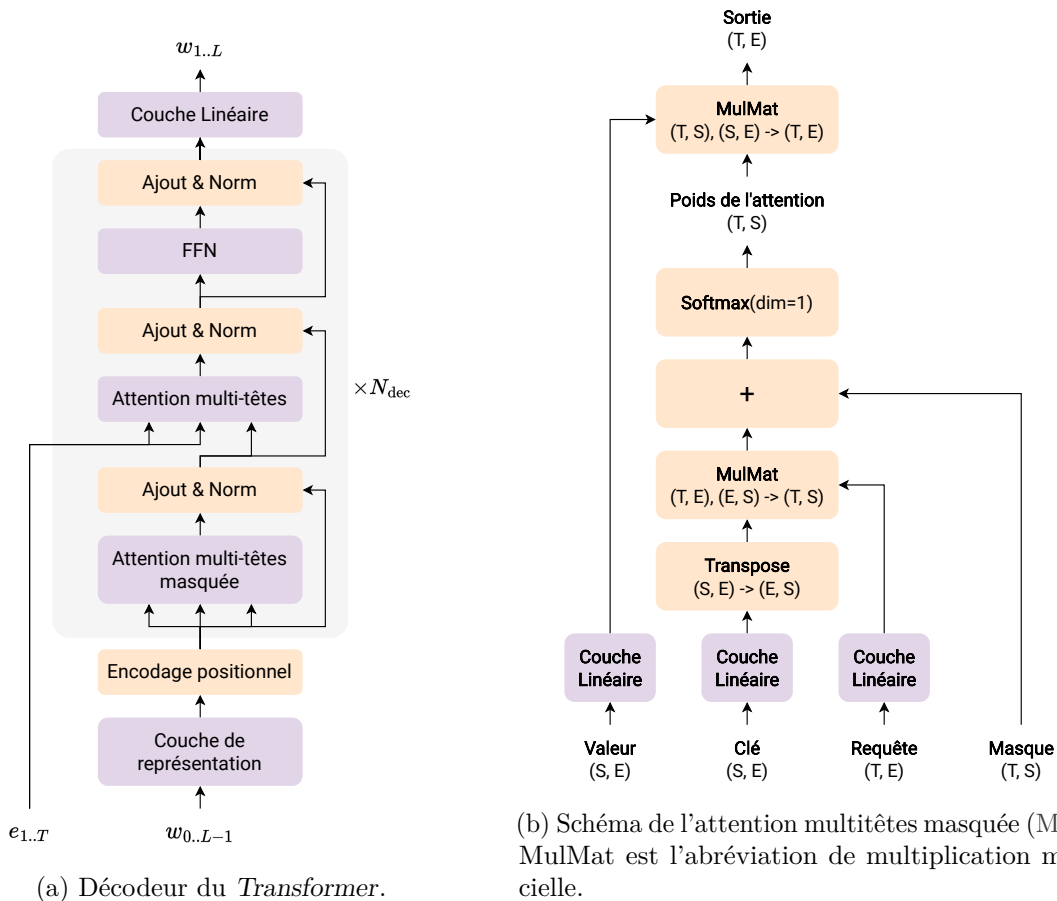 w1..L
Couche Linéaire
Ajout & Norm
FFN
Ajout & Norm
Attention multi-têtes
×Ndec
Ajout & Norm
Attention multi-têtes
masquée
Encodage positionnel
Couche de
représentation
e1..T
w0..L−1
(a) Décodeur du Transformer.
Sortie
(T, E)
MulMat
(T, S), (S, E) -> (T, E)
Poids de l'attention
(T, S)
Softmax(dim=1)
+
MulMat
(T, E), (E, S) -> (T, S)
Transpose
(S, E) -> (E, S)
Couche
Linéaire
Couche
Linéaire
Couche
Linéaire
Valeur
(S, E)
Clé
(S, E)
Requête
(T, E)
Masque
(T, S)
(b) Schéma de l'attention multitêtes masquée (M
MulMat est l'abréviation de multiplication m
cielle.